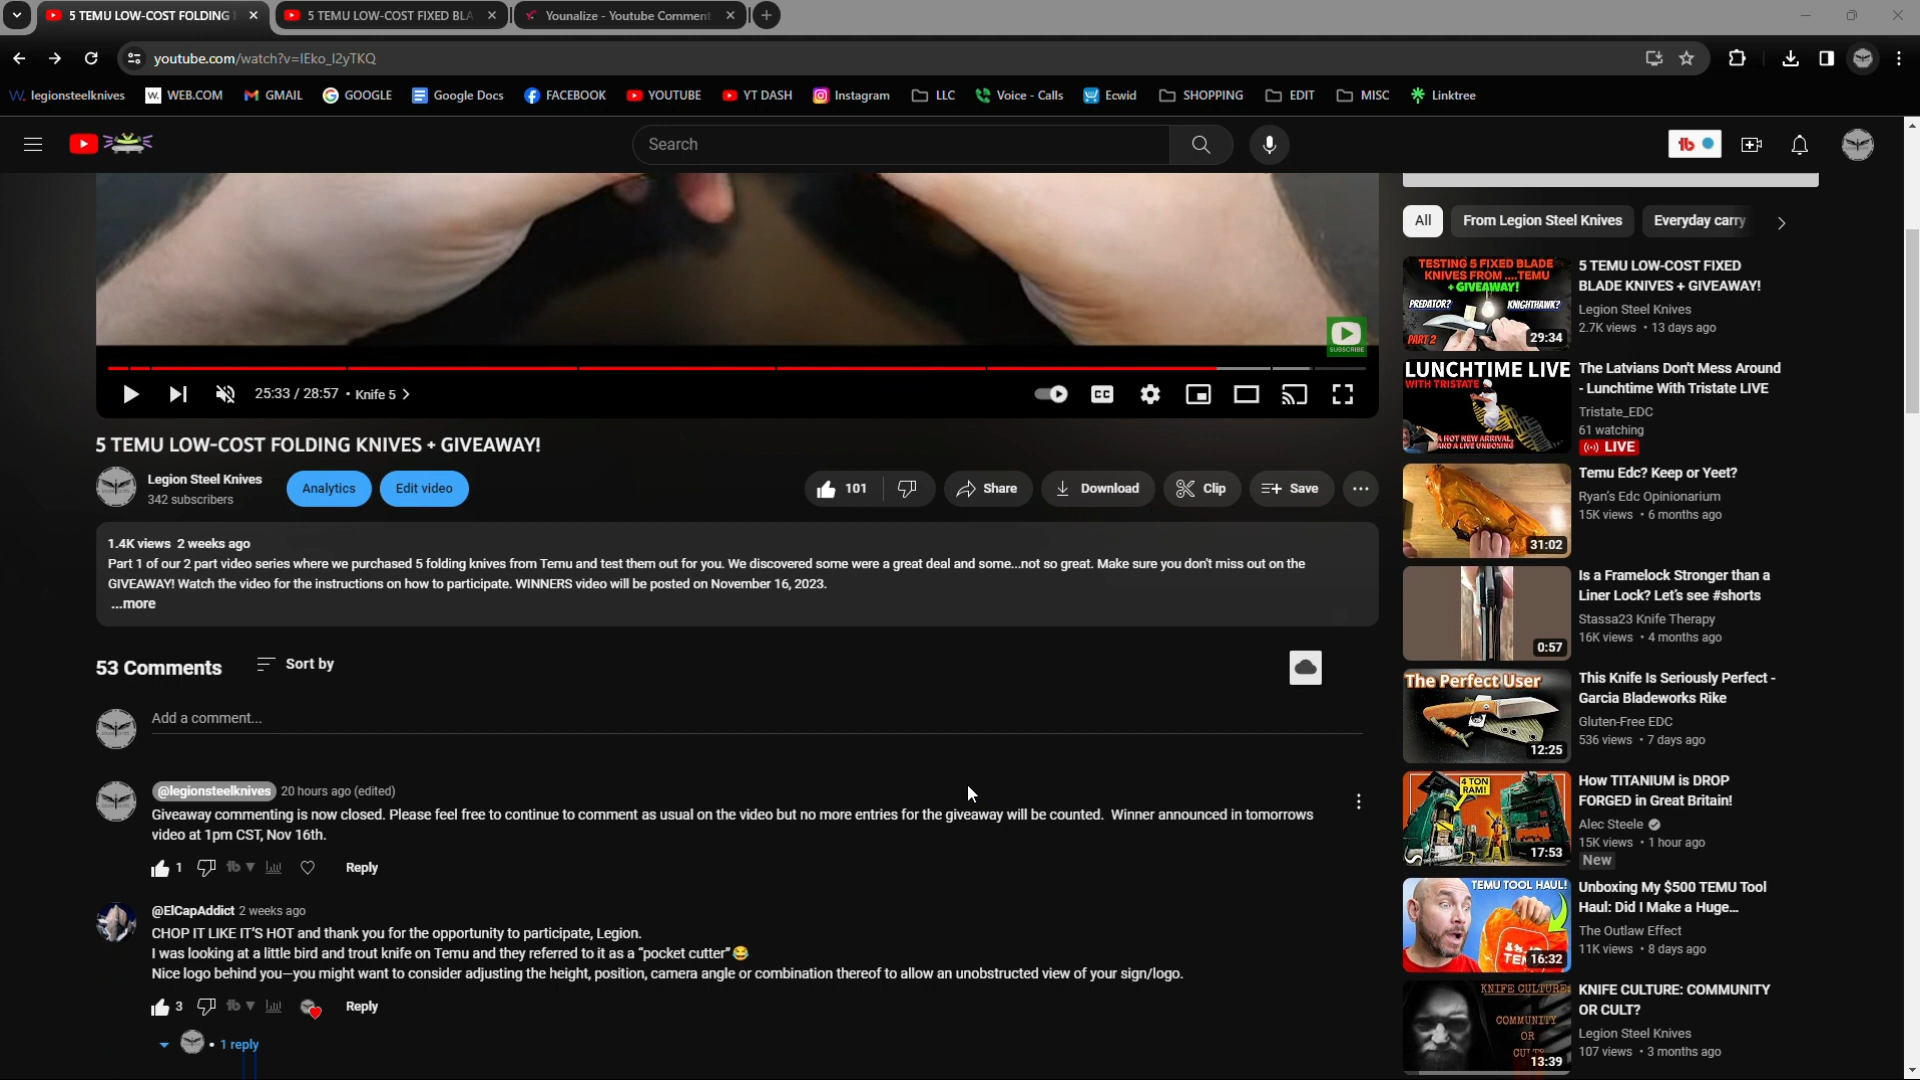 5 TEMU LOW-COST FOLDING
5 TEMU LOW-COST FIXED BLA
Younalize - Youtube Comment
youtube.com/watch?v=IEko_I2yTKQ
legionsteelknives
WEB.COM
GMAIL
GOOGLE
Google Docs
FACEBOOK
YOUTUBE
YT DASH
Instagram
LLC
Voice - Calls
Ecwid
SHOPPING
EDIT
MISC
Linktree
Search
SUBSCRIBE
25:33 / 28:57 • Knife 5
CC
5 TEMU LOW-COST FOLDING KNIVES + GIVEAWAY!
Legion Steel Knives
342 subscribers
Analytics
Edit video
101
Share
Download
Clip
Save
1.4K views 2 weeks ago
Part 1 of our 2 part video series where we purchased 5 folding knives from Temu and test them out for you. We discovered some were a great deal and some...not so great. Make sure you don't miss out on the
GIVEAWAY! Watch the video for the instructions on how to participate. WINNERS video will be posted on November 16, 2023.
...more
53 Comments
Sort by
Add a comment...
@legionsteelknives 20 hours ago (edited)
Giveaway commenting is now closed. Please feel free to continue to comment as usual on the video but no more entries for the giveaway will be counted. Winner announced in tomorrows
video at 1pm CST, Nov 16th.
1
Reply
@ElCapAddict 2 weeks ago
CHOP IT LIKE IT'S HOT and thank you for the opportunity to participate, Legion.
I was looking at a little bird and trout knife on Temu and they referred to it as a "pocket cutter" 😂
Nice logo behind you—you might want to consider adjusting the height, position, camera angle or combination thereof to allow an unobstructed view of your sign/logo.
3
Reply
• 1 reply
All
From Legion Steel Knives
Everyday carry
TESTING 5 FIXED BLADE
KNIVES FROM ....TEMU
+ GIVEAWAY!
PREDATOR?
KNIGHTHAWK?
PART 2
29:34
5 TEMU LOW-COST FIXED
BLADE KNIVES + GIVEAWAY!
Legion Steel Knives
2.7K views • 13 days ago
LUNCHTIME LIVE
WITH TRISTATE
A HOT NEW ARRIVAL,
AND A LIVE UNBOXING
The Latvians Don't Mess Around
- Lunchtime With Tristate LIVE
Tristate_EDC
61 watching
LIVE
31:02
Temu Edc? Keep or Yeet?
Ryan's Edc Opinionarium
15K views • 6 months ago
0:57
Is a Framelock Stronger than a
Liner Lock? Let's see #shorts
Stassa23 Knife Therapy
16K views • 4 months ago
The Perfect User
12:25
This Knife Is Seriously Perfect -
Garcia Bladeworks Rike
Gluten-Free EDC
536 views • 7 days ago
4 TON
RAM!
17:53
How TITANIUM is DROP
FORGED in Great Britain!
Alec Steele
15K views • 1 hour ago
New
TEMU TOOL HAUL!
16:32
Unboxing My $500 TEMU Tool
Haul: Did I Make a Huge...
The Outlaw Effect
11K views • 8 days ago
KNIFE CULTURE:
COMMUNITY
OR
CULT?
13:39
KNIFE CULTURE: COMMUNITY
OR CULT?
Legion Steel Knives
107 views • 3 months ago